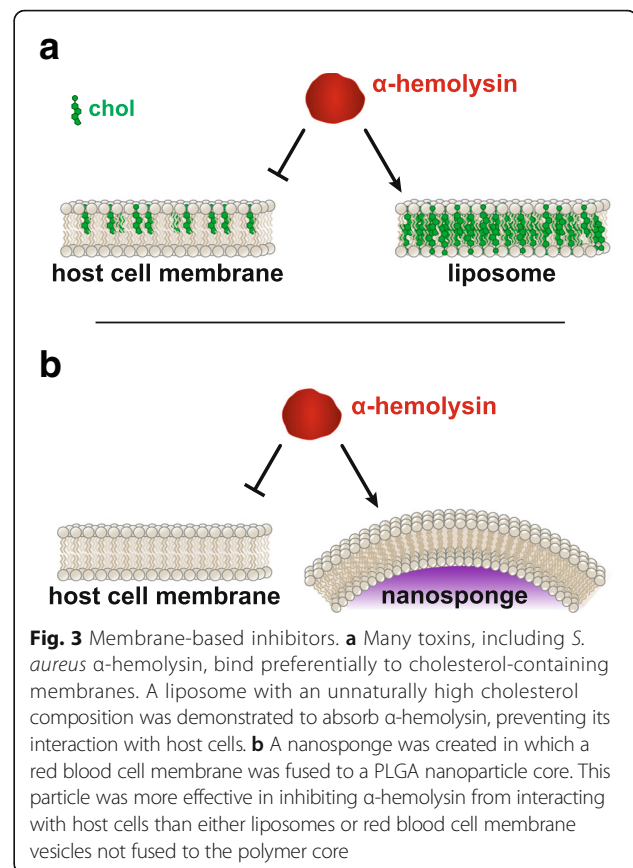 a
α-hemolysin
chol
host cell membrane
liposome
b
α-hemolysin
host cell membrane
nanosponge
Fig. 3 Membrane-based inhibitors. a Many toxins, including S.
aureus α-hemolysin, bind preferentially to cholesterol-containing
membranes. A liposome with an unnaturally high cholesterol
composition was demonstrated to absorb α-hemolysin, preventing its
interaction with host cells. b A nanosponge was created in which a
red blood cell membrane was fused to a PLGA nanoparticle core. This
particle was more effective in inhibiting α-hemolysin from interacting
with host cells than either liposomes or red blood cell membrane
vesicles not fused to the polymer core